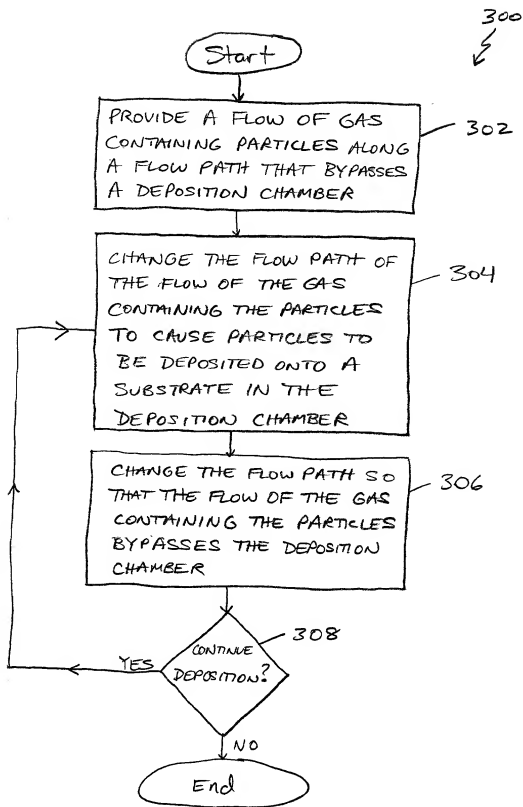 300
Start
PROVIDE A FLOW OF GAS
CONTAINING PARTICLES ALONG
A FLOW PATH THAT BYPASSES
A DEPOSITION CHAMBER
302
CHANGE THE FLOW PATH OF
THE FLOW OF THE GAS
CONTAINING THE PARTICLES
TO CAUSE PARTICLES TO
BE DEPOSITED ONTO A
SUBSTRATE IN THE
DEPOSITION CHAMBER
304
CHANGE THE FLOW PATH SO
THAT THE FLOW OF THE GAS
CONTAINING THE PARTICLES
BYPASSES THE DEPOSITION
CHAMBER
306
CONTINUE
DEPOSITION?
308
YES
NO
End